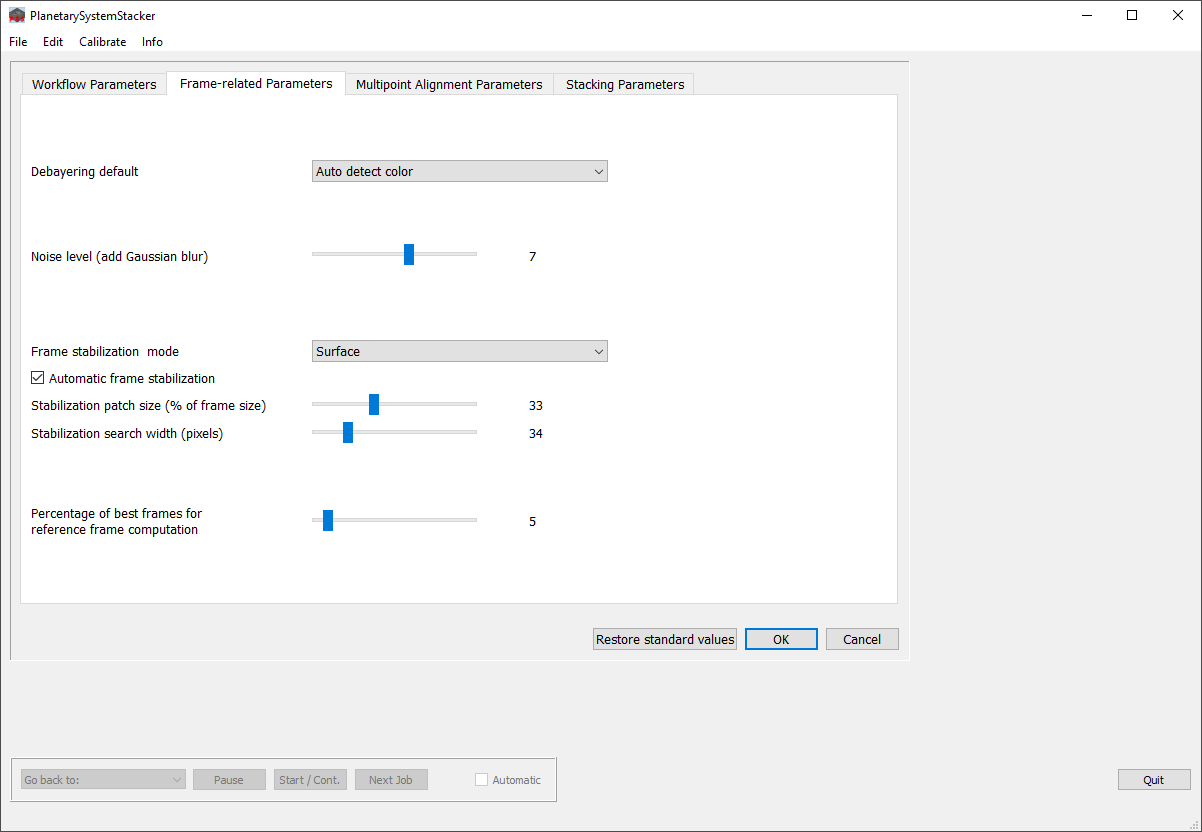 PlanetarySystemStacker
File Edit Calibrate Info
Workflow Parameters Frame-related Parameters Multipoint Alignment Parameters Stacking Parameters
Debayering default Auto detect color
Noise level (add Gaussian blur) 7
Frame stabilization mode Surface
Automatic frame stabilization
Stabilization patch size (% of frame size) 33
Stabilization search width (pixels) 34
Percentage of best frames for
reference frame computation 5
Restore standard values OK Cancel
Go back to: Pause Start / Cont. Next Job Automatic Quit